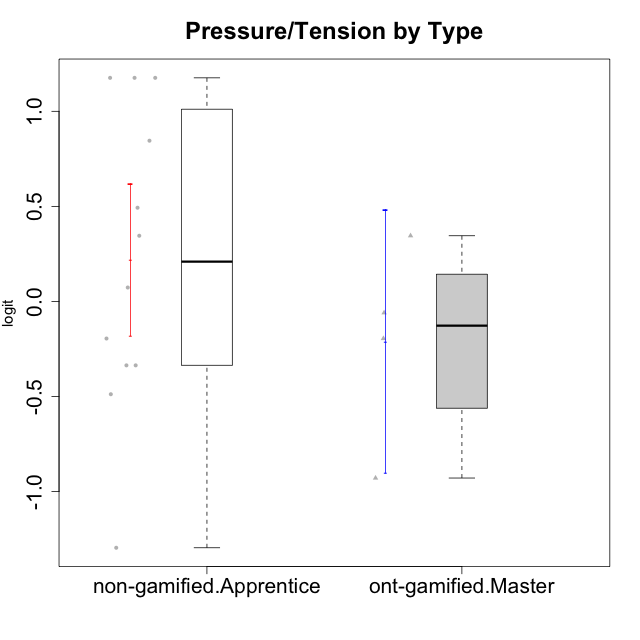 Pressure/Tension by Type
logit
1.0
0.5
0.0
-0.5
-1.0
non-gamified.Apprentice
ont-gamified.Master